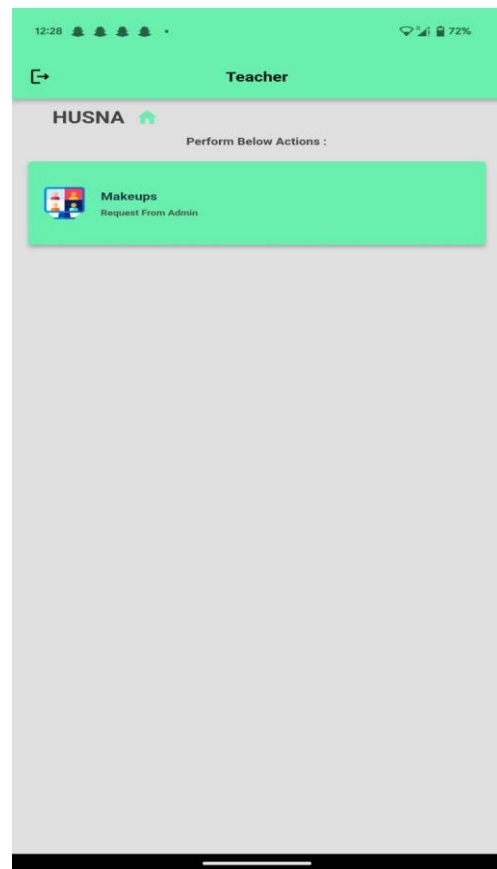 12:28 72%
Teacher
HUSNA
Perform Below Actions :
Makeups
Request From Admin